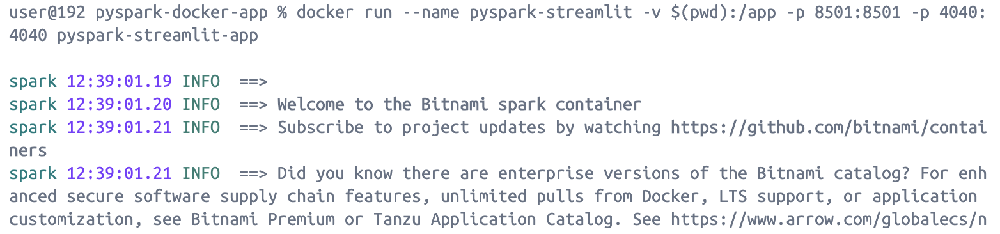 user@192 pyspark-docker-app % docker run --name pyspark-streamlit -v $(pwd):/app -p 8501:8501 -p 4040:
4040 pyspark-streamlit-app
spark 12:39:01.19 INFO  ==>
spark 12:39:01.20 INFO  ==> Welcome to the Bitnami spark container
spark 12:39:01.21 INFO  ==> Subscribe to project updates by watching https://github.com/bitnami/contai
ners
spark 12:39:01.21 INFO  ==> Did you know there are enterprise versions of the Bitnami catalog? For enh
anced secure software supply chain features, unlimited pulls from Docker, LTS support, or application
customization, see Bitnami Premium or Tanzu Application Catalog. See https://www.arrow.com/globalecs/n